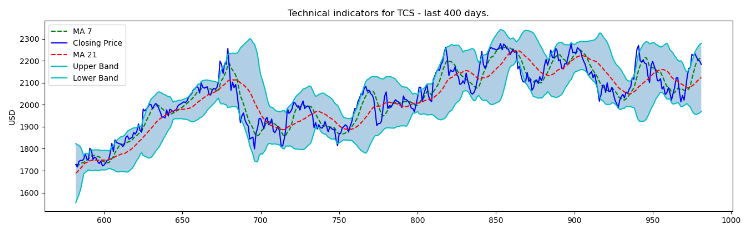 Technical indicators for TCS - last 400 days.
MA 7
Closing Price
MA 21
Upper Band
Lower Band
USD
2300
2200
2100
2000
1900
1800
1700
1600
600 650 700 750 800 850 900 950 1000